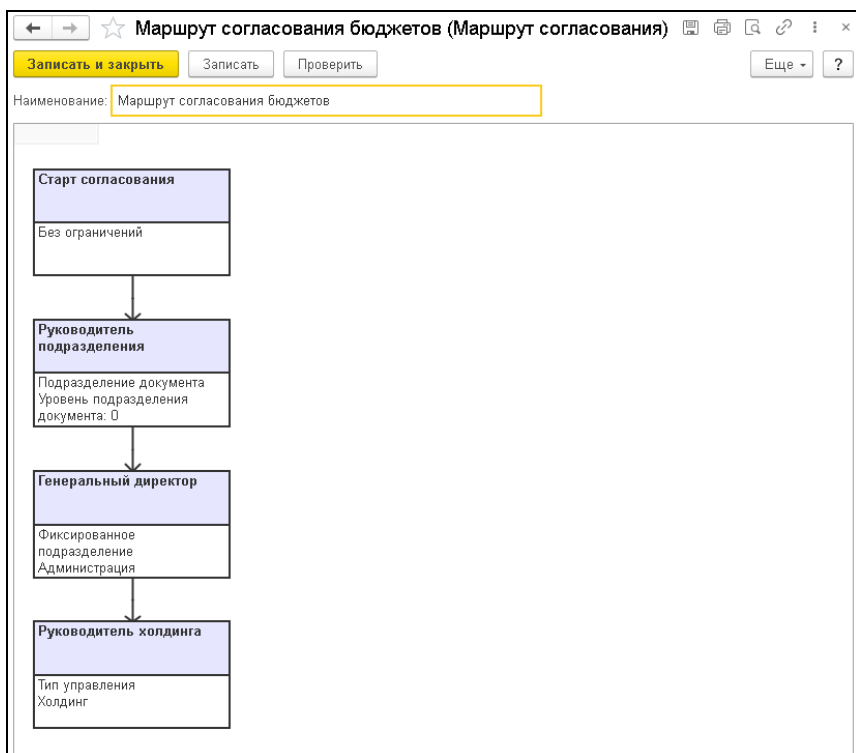 Маршрут согласования бюджетов (Маршрут согласования)
Записать и закрыть Записать Проверить Еще ?
Наименование: Маршрут согласования бюджетов
Старт согласования
Без ограничений
Руководитель
подразделения
Подразделение документа
Уровень подразделения
документа: 0
Генеральный директор
Фиксированное
подразделение
Администрация
Руководитель холдинга
Тип управления
Холдинг